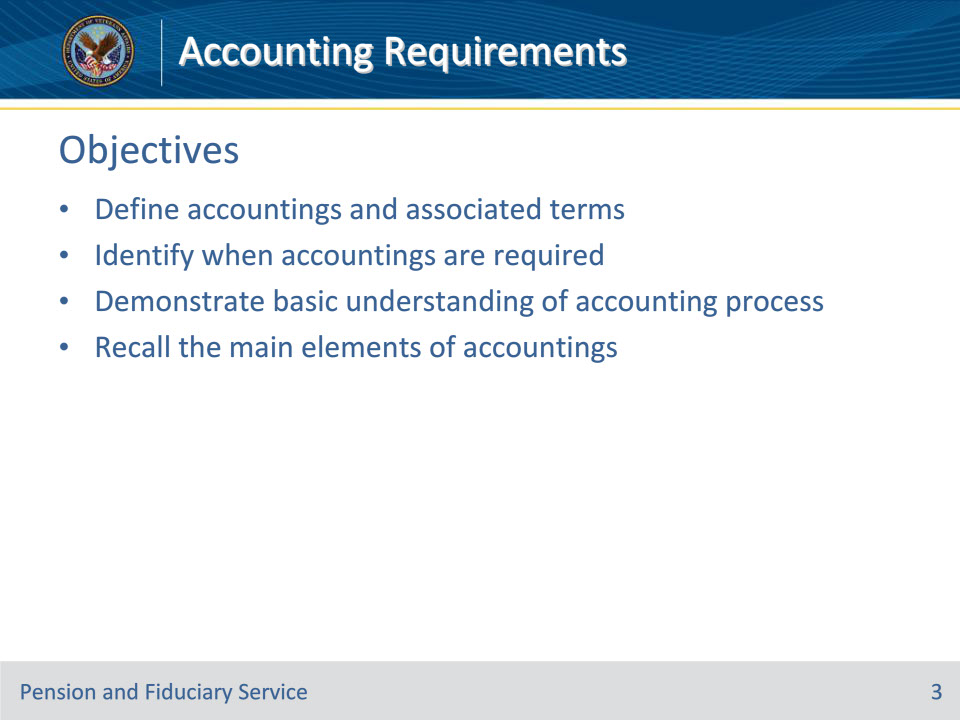 Accounting Requirements
Objectives
• Define accountings and associated terms
• Identify when accountings are required
• Demonstrate basic understanding of accounting process
• Recall the main elements of accountings
Pension and Fiduciary Service
3